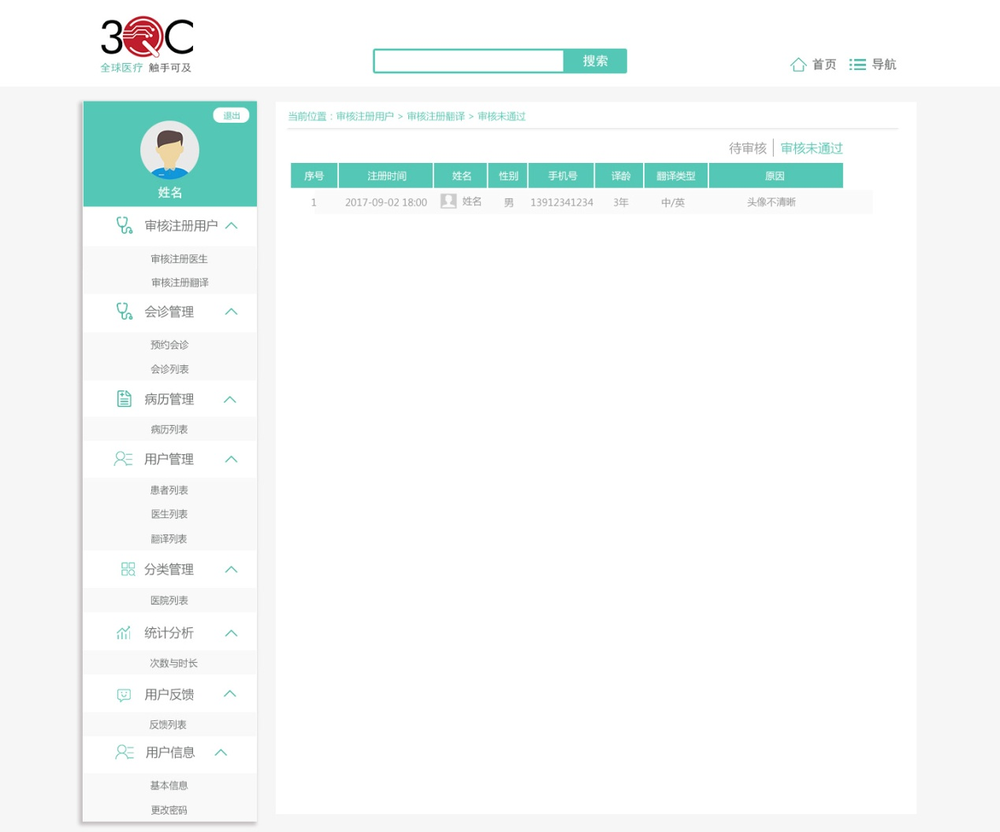 3QC
全球医疗 触手可及
搜索
首页
导航
退出
姓名
审核注册用户
审核注册医生
审核注册翻译
会诊管理
预约会诊
会诊列表
病历管理
病历列表
用户管理
患者列表
医生列表
翻译列表
分类管理
医院列表
统计分析
次数与时长
用户反馈
反馈列表
用户信息
基本信息
更改密码
当前位置：审核注册用户 > 审核注册翻译 > 审核未通过
待审核 审核未通过
序号 注册时间 姓名 性别 手机号 译龄 翻译类型 原因
1 2017-09-02 18:00 姓名 男 13912341234 3年 中/英 头像不清晰